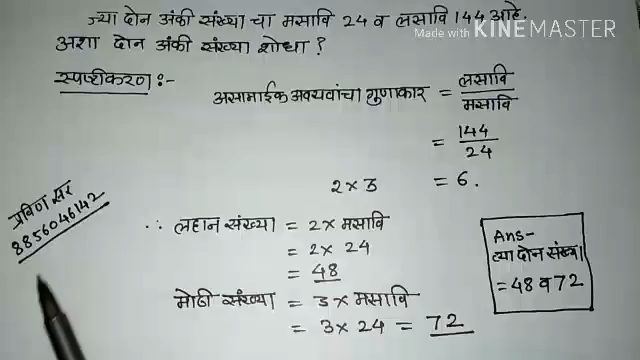 ज्या दोन अंकी संख्या चा मसावि 24 व लसावि 144 आहे.
Made with KINEMASTER
अशा दोन अंकी संख्या शोधा ?
स्पष्टीकरण :-
असामाईक अवयवांचा गुणाकार = लसावि / मसावि
= 144 / 24
2 × 3 = 6.
प्रविण सर
8856046142
∴ लहान संख्या = 2 × मसावि
= 2 × 24
= 48
मोठी संख्या = 3 × मसावि
= 3 × 24 = 72
Ans-
त्या दोन संख्या
= 48 व 72